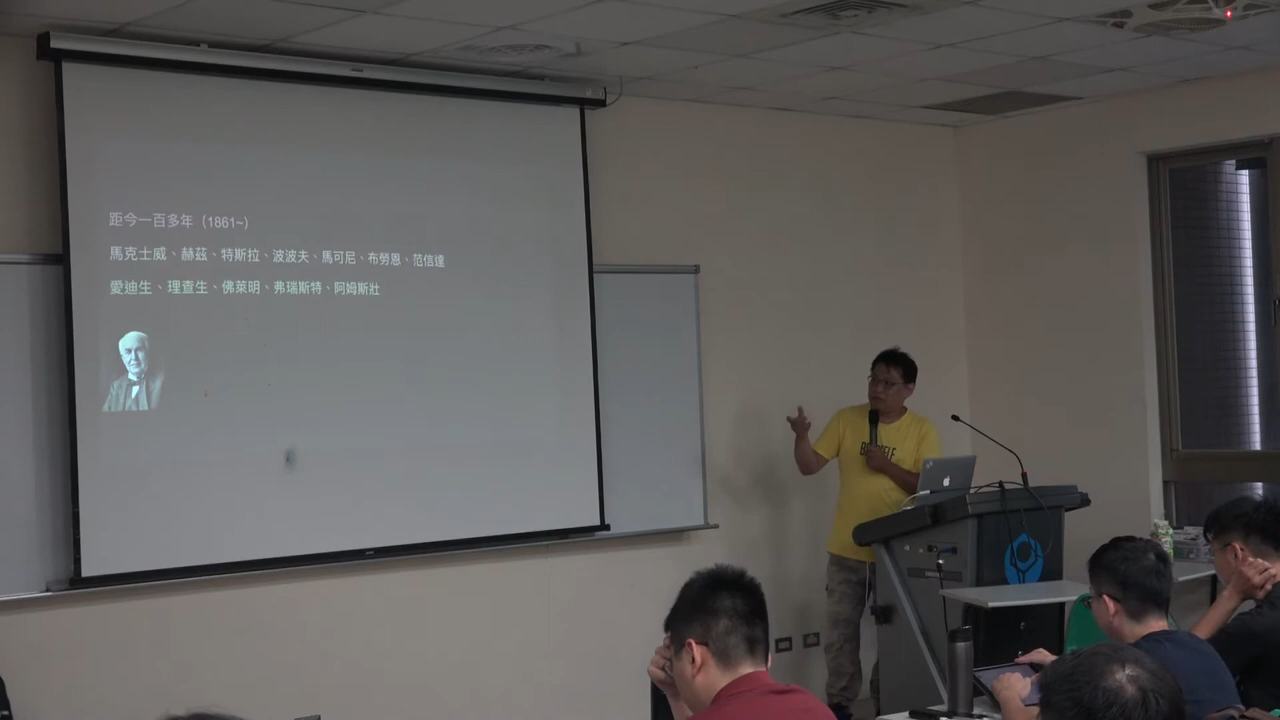 距今一百多年（1861~）
馬克士威、赫茲、特斯拉、波波夫、馬可尼、布勞恩、范信達
愛迪生、理查生、佛萊明、弗瑞斯特、阿姆斯壯